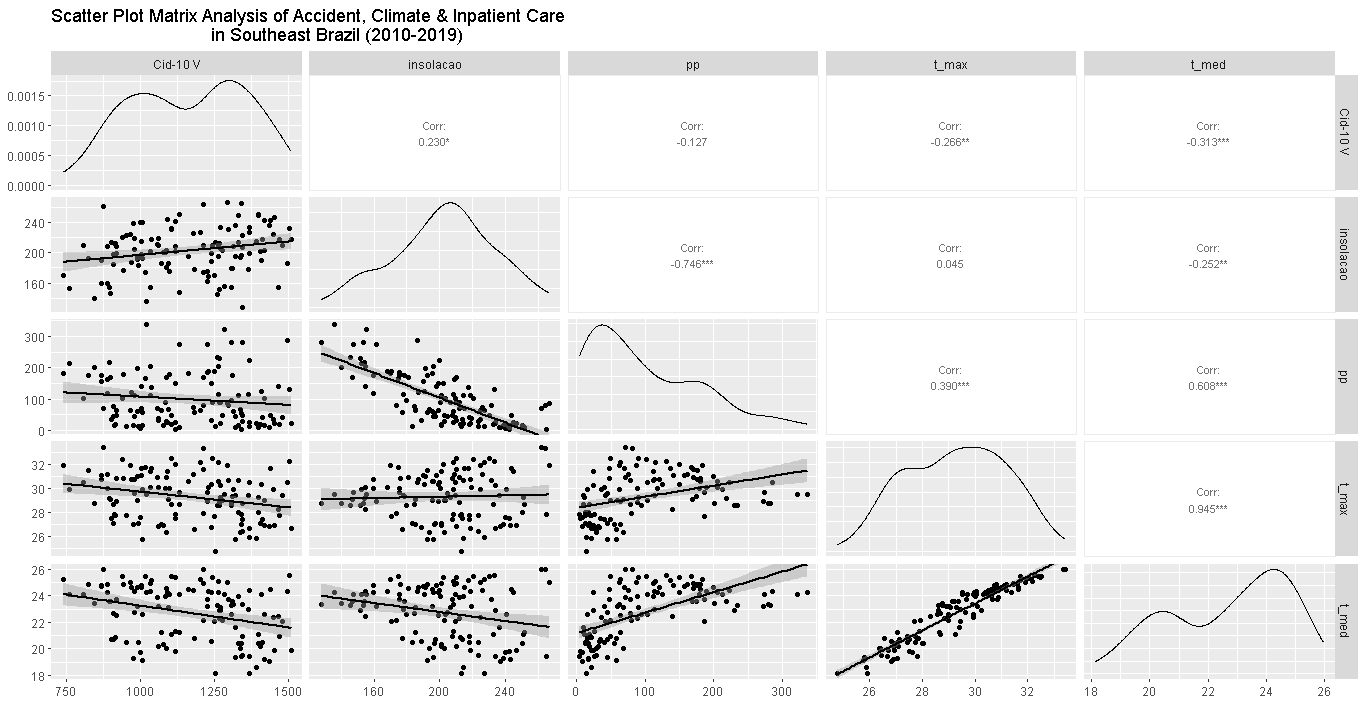 Scatter Plot Matrix Analysis of Accident, Climate & Inpatient Care
in Southeast Brazil (2010-2019)
Cid-10 V insolacao pp t_max t_med
0.0015
0.0010
0.0005
0.0000
Corr:
0.230*
Corr:
-0.127
Corr:
-0.266**
Corr:
-0.313***
Cid-10 V
240
200
160
Corr:
-0.746***
Corr:
0.045
Corr:
-0.252**
insolacao
300
200
100
0
Corr:
0.390***
Corr:
0.608***
pp
32
30
28
26
Corr:
0.945***
t_max
26
24
22
20
18
t_med
750 1000 1250 1500 160 200 240 0 100 200 300 26 28 30 32 18 20 22 24 26